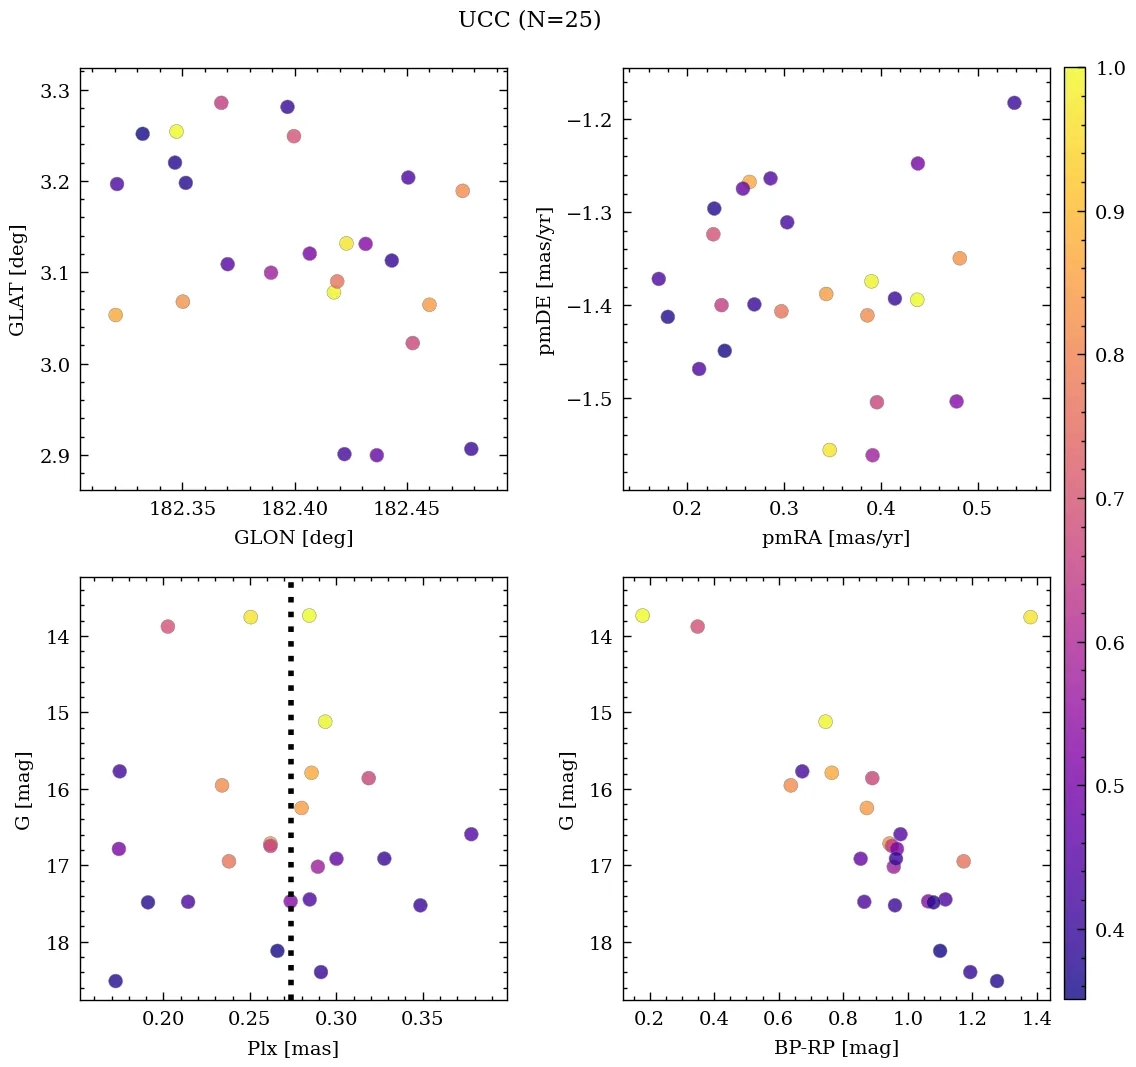 UCC (N=25)
3.3
3.2
3.1
3.0
2.9
GLAT [deg]
182.35 182.40 182.45
GLON [deg]
−1.2
−1.3
−1.4
−1.5
pmDE [mas/yr]
0.2 0.3 0.4 0.5
pmRA [mas/yr]
14
15
16
17
18
G [mag]
0.20 0.25 0.30 0.35
Plx [mas]
14
15
16
17
18
G [mag]
0.2 0.4 0.6 0.8 1.0 1.2 1.4
BP-RP [mag]
1.0
0.9
0.8
0.7
0.6
0.5
0.4